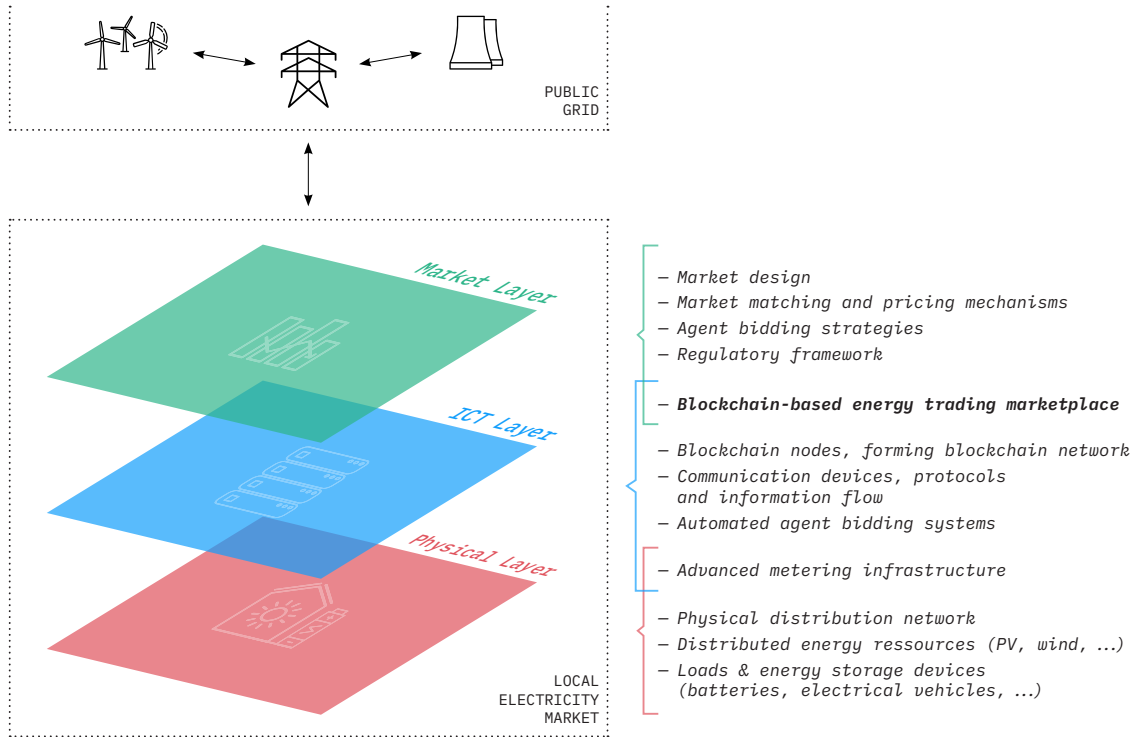 PUBLIC
GRID
Market Layer
ICT Layer
Physical Layer
LOCAL
ELECTRICITY
MARKET
— Market design
— Market matching and pricing mechanisms
— Agent bidding strategies
— Regulatory framework
— Blockchain-based energy trading marketplace
— Blockchain nodes, forming blockchain network
— Communication devices, protocols
and information flow
— Automated agent bidding systems
— Advanced metering infrastructure
— Physical distribution network
— Distributed energy ressources (PV, wind, ...)
— Loads & energy storage devices
(batteries, electrical vehicles, ...)